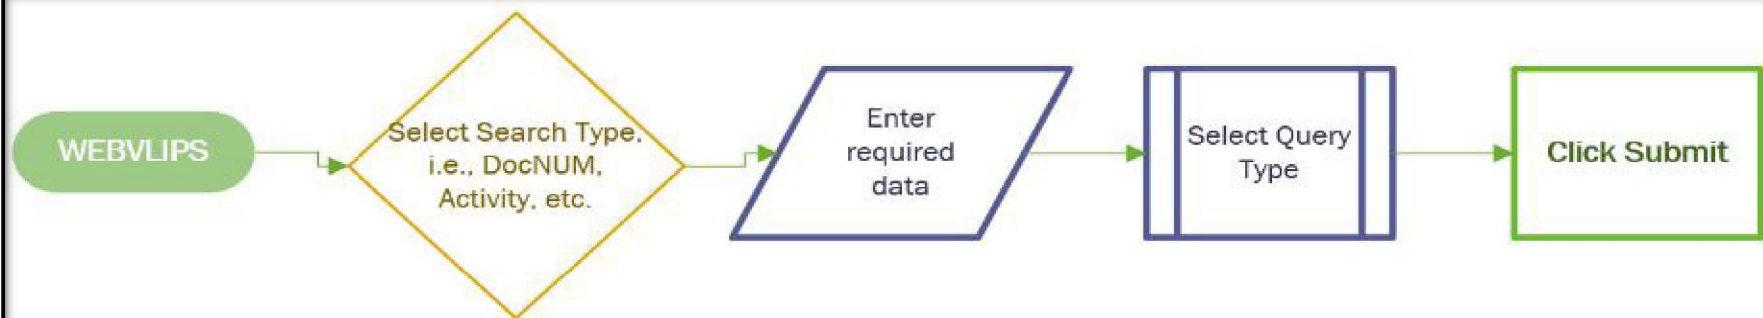 WEBVLIPS
Select Search Type,
i.e., DocNUM,
Activity, etc.
Enter
required
data
Select Query
Type
Click Submit